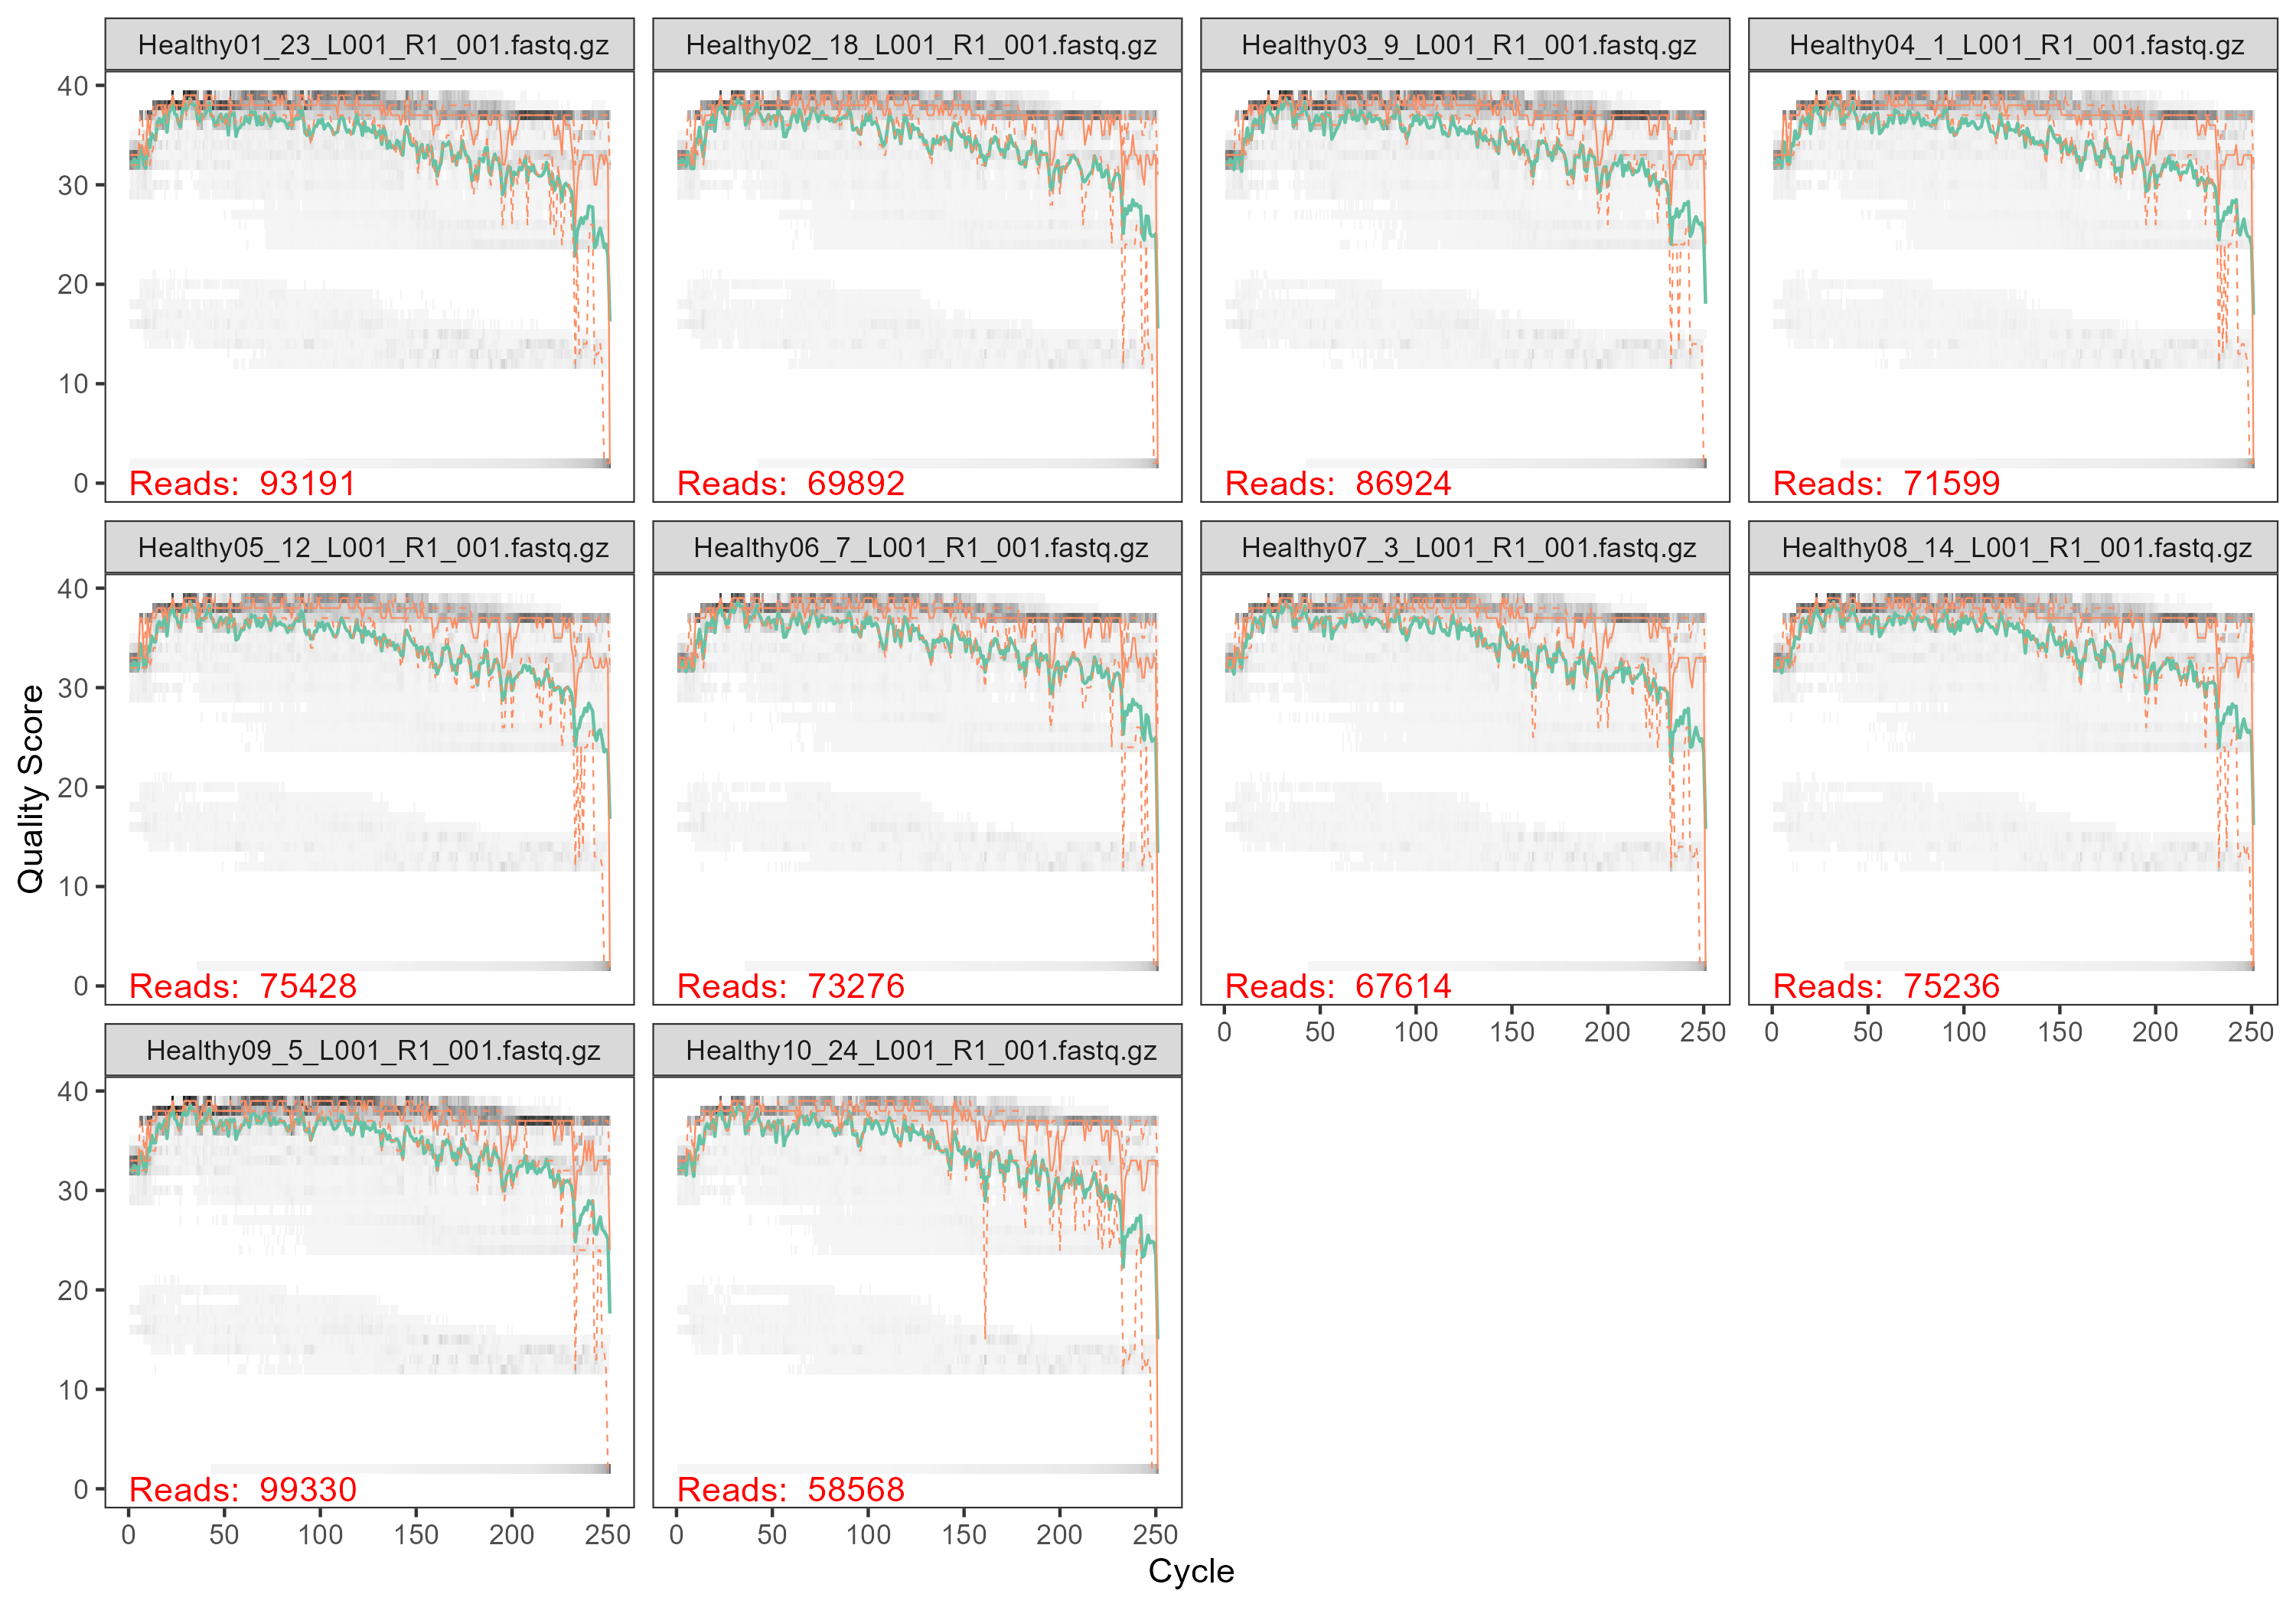 Healthy01_23_L001_R1_001.fastq.gz
Healthy02_18_L001_R1_001.fastq.gz
Healthy03_9_L001_R1_001.fastq.gz
Healthy04_1_L001_R1_001.fastq.gz
40
30
20
10
0
Reads: 93191
Reads: 69892
Reads: 86924
Reads: 71599
Healthy05_12_L001_R1_001.fastq.gz
Healthy06_7_L001_R1_001.fastq.gz
Healthy07_3_L001_R1_001.fastq.gz
Healthy08_14_L001_R1_001.fastq.gz
40
30
20
10
0
Quality Score
Reads: 75428
Reads: 73276
Reads: 67614
Reads: 75236
0 50 100 150 200 250
0 50 100 150 200 250
Healthy09_5_L001_R1_001.fastq.gz
Healthy10_24_L001_R1_001.fastq.gz
40
30
20
10
0
Reads: 99330
Reads: 58568
0 50 100 150 200 250
0 50 100 150 200 250
Cycle